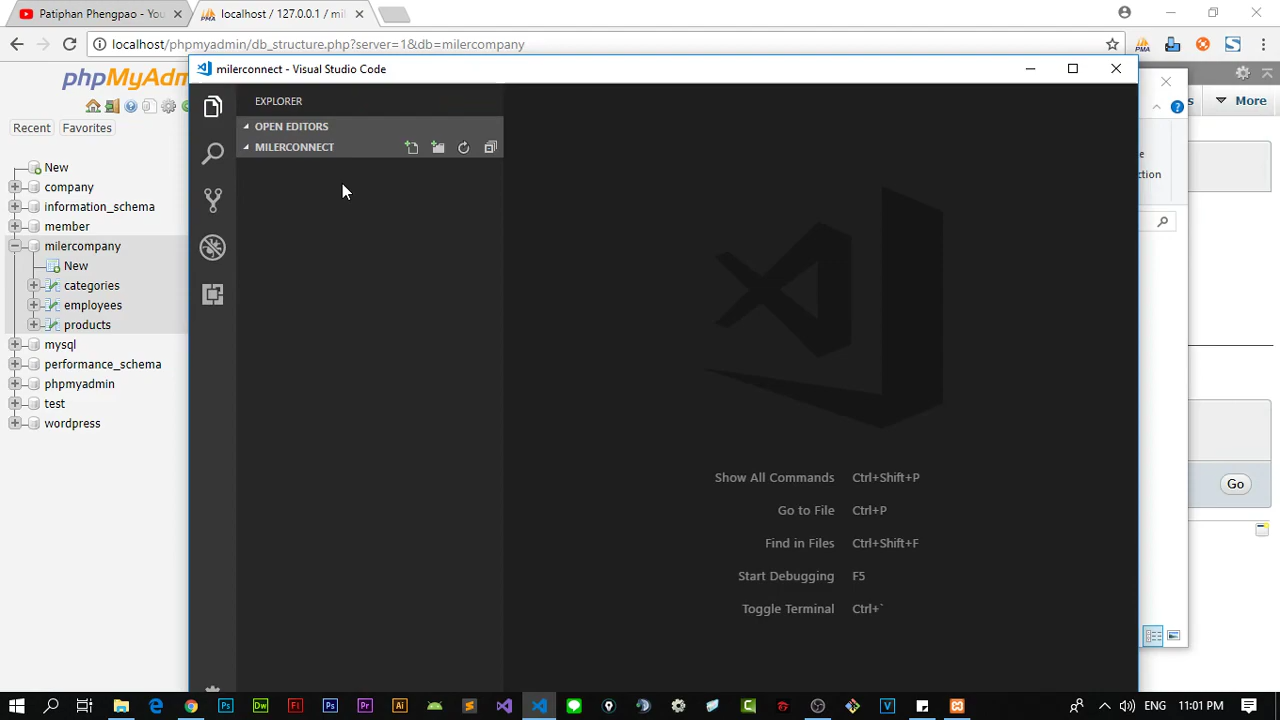 Patiphan Phengpao - You
localhost / 127.0.0.1 / mil
localhost/phpmyadmin/db_structure.php?server=1&db=milercompany
phpMyAdm
Recent
Favorites
New
company
information_schema
member
milercompany
New
categories
employees
products
mysql
performance_schema
phpmyadmin
test
wordpress
milerconnect - Visual Studio Code
EXPLORER
OPEN EDITORS
MILERCONNECT
Show All Commands Ctrl+Shift+P
Go to File Ctrl+P
Find in Files Ctrl+Shift+F
Start Debugging F5
Toggle Terminal Ctrl+`
More
Go
11:01 PM